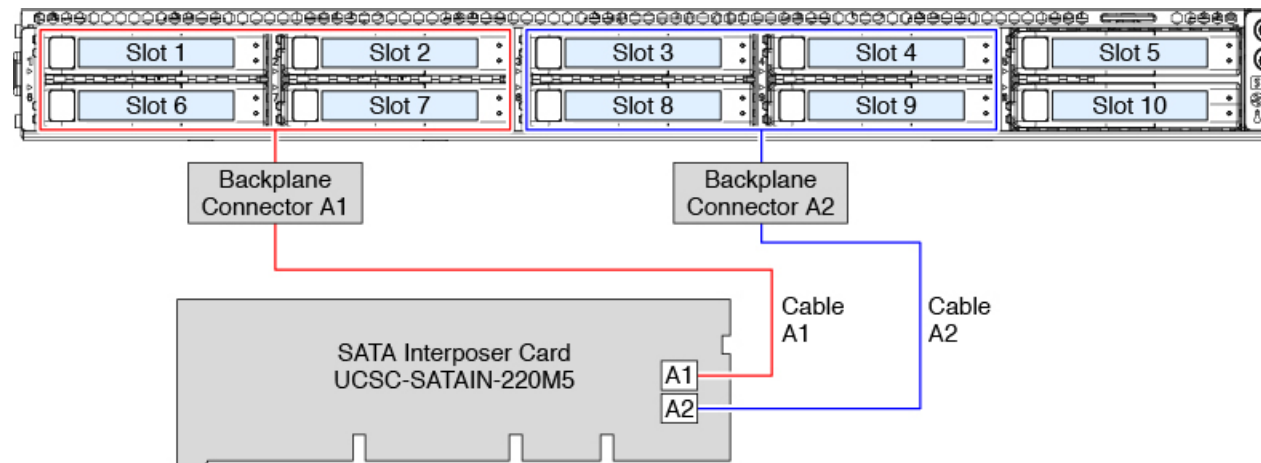 Slot 1
Slot 2
Slot 3
Slot 4
Slot 5
Slot 6
Slot 7
Slot 8
Slot 9
Slot 10
Backplane
Connector A1
Backplane
Connector A2
Cable
A1
Cable
A2
SATA Interposer Card
UCSC-SATAIN-220M5
A1
A2